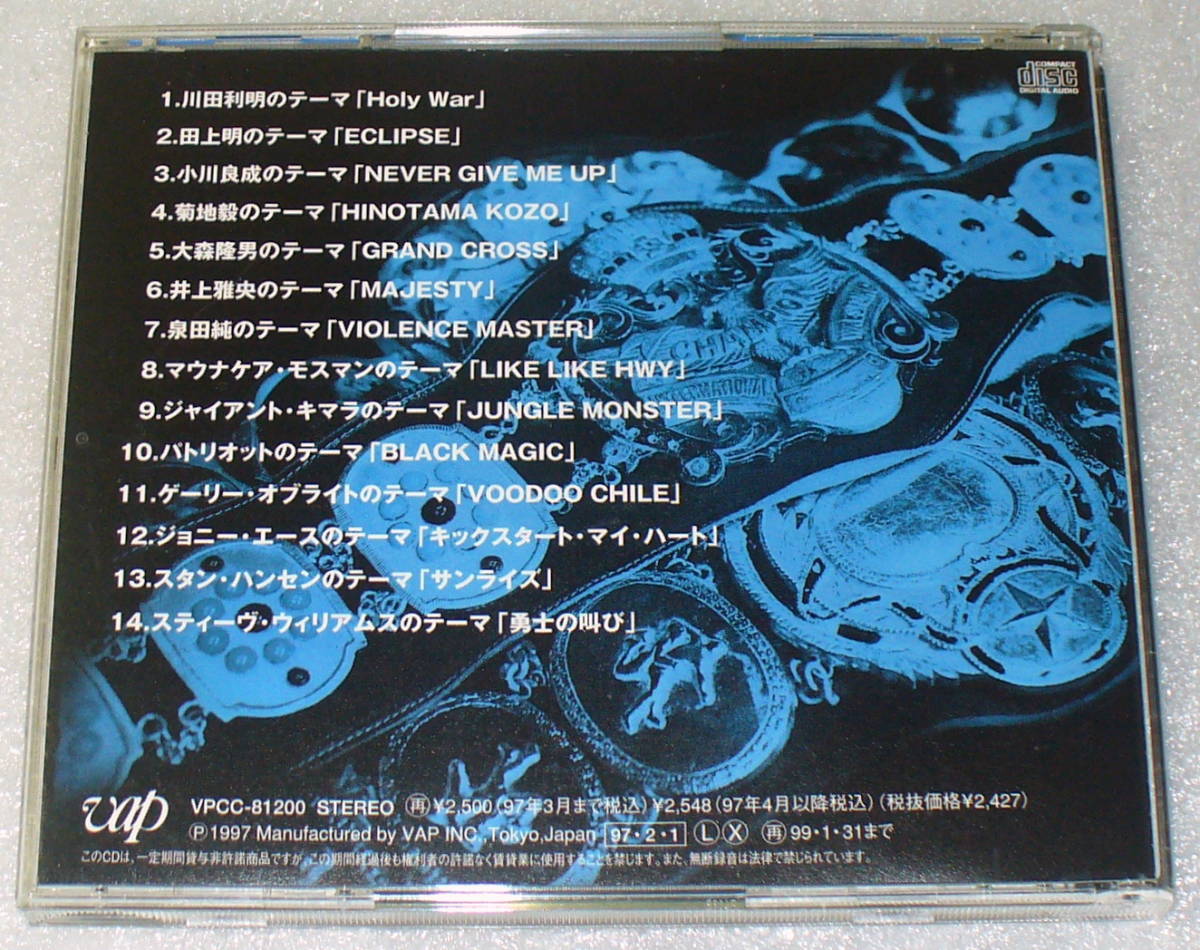 COMPACT
disc
DIGITAL AUDIO
1.川田利明のテーマ「Holy War」
2.田上明のテーマ「ECLIPSE」
3.小川良成のテーマ「NEVER GIVE ME UP」
4.菊地毅のテーマ「HINOTAMA KOZO」
5.大森隆男のテーマ「GRAND CROSS」
6.井上雅央のテーマ「MAJESTY」
7.泉田純のテーマ「VIOLENCE MASTER」
8.マウナケア・モスマンのテーマ「LIKE LIKE HWY」
9.ジャイアント・キマラのテーマ「JUNGLE MONSTER」
10.パトリオットのテーマ「BLACK MAGIC」
11.ゲーリー・オブライトのテーマ「VOODOO CHILE」
12.ジョニー・エースのテーマ「キックスタート・マイ・ハート」
13.スタン・ハンセンのテーマ「サンライズ」
14.スティーヴ・ウィリアムスのテーマ「勇士の叫び」
vap
VPCC-81200 STEREO 再¥2,500(97年3月まで税込)¥2,548(97年4月以降税込)(税抜価格¥2,427)
Ⓟ1997 Manufactured by VAP INC.,Tokyo,Japan 97・2・1 Ⓛ Ⓧ 再99・1・31まで
このCDは、一定期間貸与非許諾商品ですが、この期間経過後も権利者の許諾なく賃貸業に使用することを禁じます。また、無断録音は法律で禁じられています。